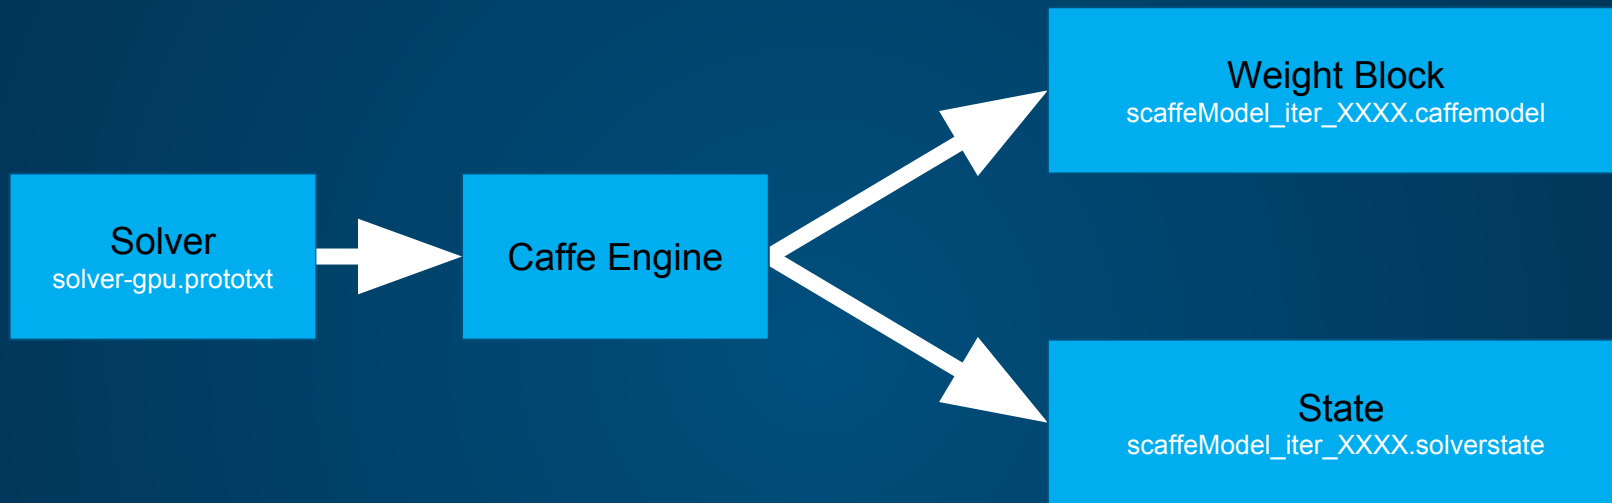 Solver
solver-gpu.prototxt
Caffe Engine
Weight Block
scaffeModel_iter_XXXX.caffemodel
State
scaffeModel_iter_XXXX.solverstate